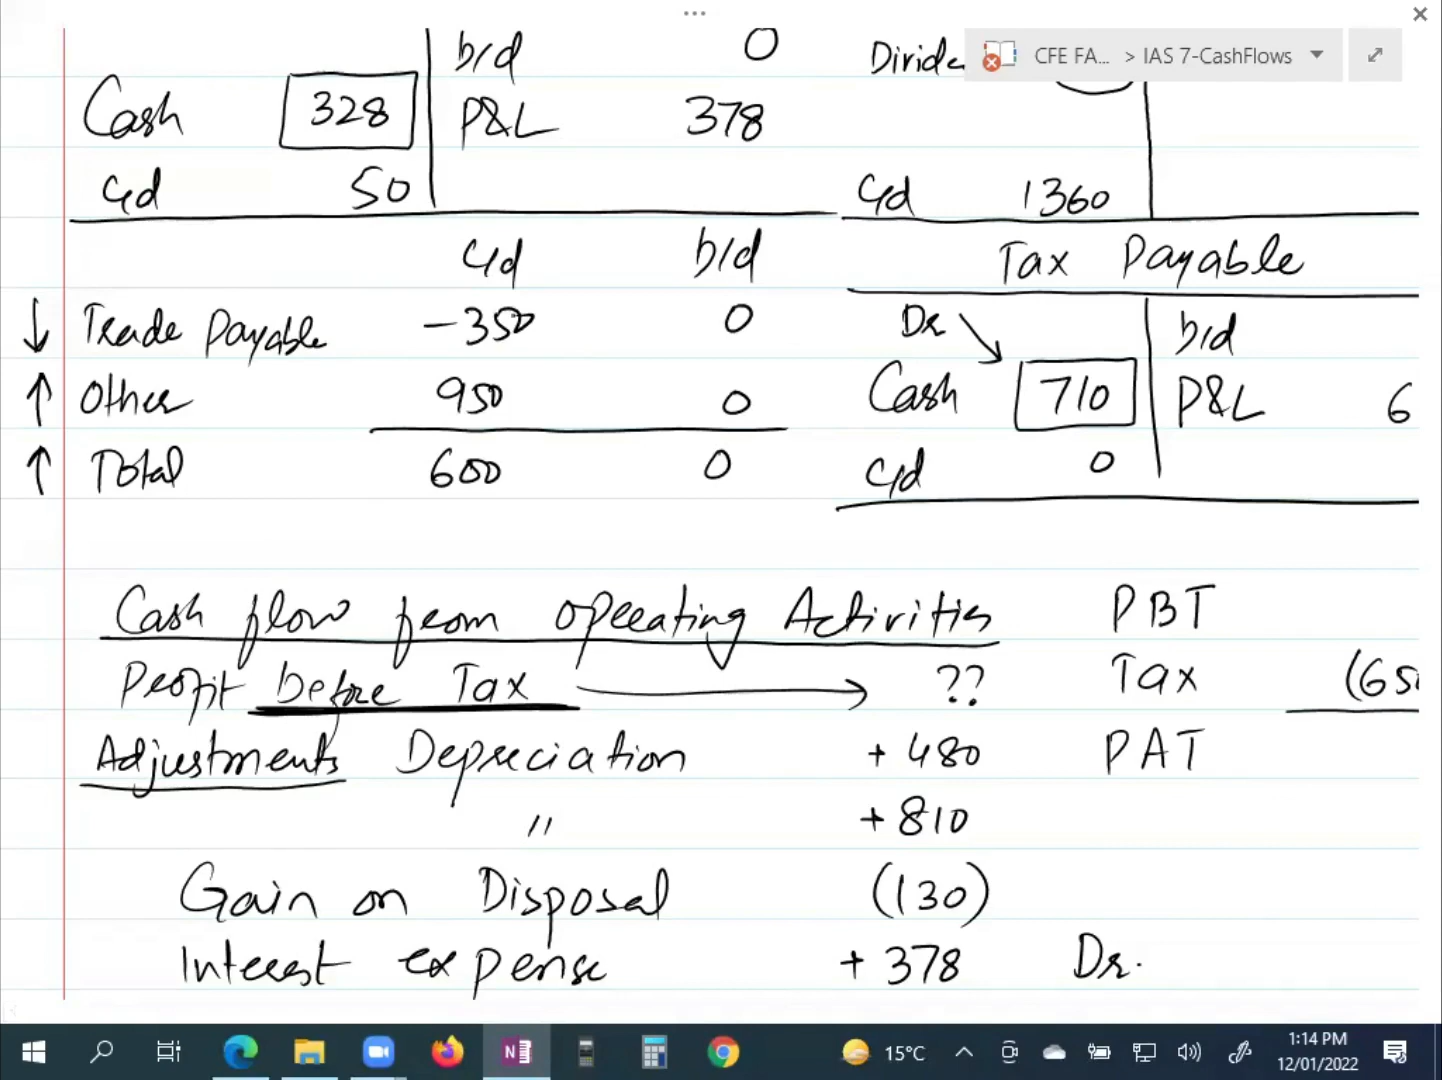 b/d 0
Divide
CFE FA... > IAS 7-CashFlows
Cash 328 P&L 378
c/d 50
c/d 1360
c/d b/d
Tax Payable
Trade Payable -350 0
Dr b/d
Other 950 0
Cash 710 P&L 6
Total 600 0
c/d 0
Cash flow from operating Activities PBT
Profit before Tax ?? Tax (65
Adjustments Depreciation +480 PAT
" +810
Gain on Disposal (130)
Interest expense +378 Dr.
15°C
1:14 PM
12/01/2022